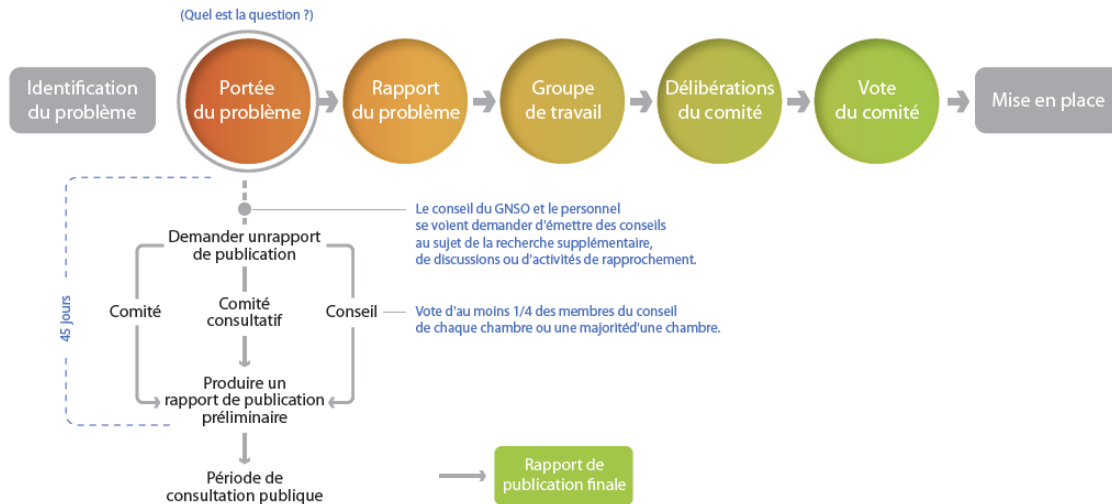 (Quel est la question ?)
Identification
du problème
Portée
du problème
Rapport
du problème
Groupe
de travail
Délibérations
du comité
Vote
du comité
Mise en place
Le conseil du GNSO et le personnel
se voient demander d'émettre des conseils
au sujet de la recherche supplémentaire,
de discussions ou d'activités de rapprochement.
Demander unrapport
de publication
45 jours
Comité
Comité
consultatif
Conseil
Vote d'au moins 1/4 des membres du conseil
de chaque chambre ou une majoritéd'une chambre.
Produire un
rapport de publication
préliminaire
Période de
consultation publique
Rapport de
publication finale